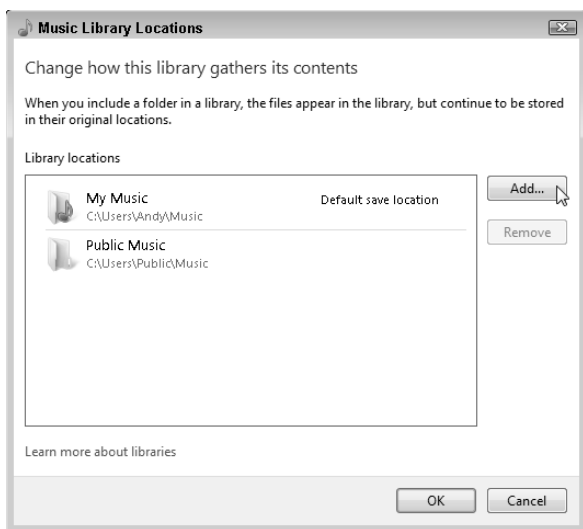 Music Library Locations
Change how this library gathers its contents
When you include a folder in a library, the files appear in the library, but continue to be stored
in their original locations.
Library locations
My Music Default save location
C:\Users\Andy\Music
Public Music
C:\Users\Public\Music
Add...
Remove
Learn more about libraries
OK Cancel